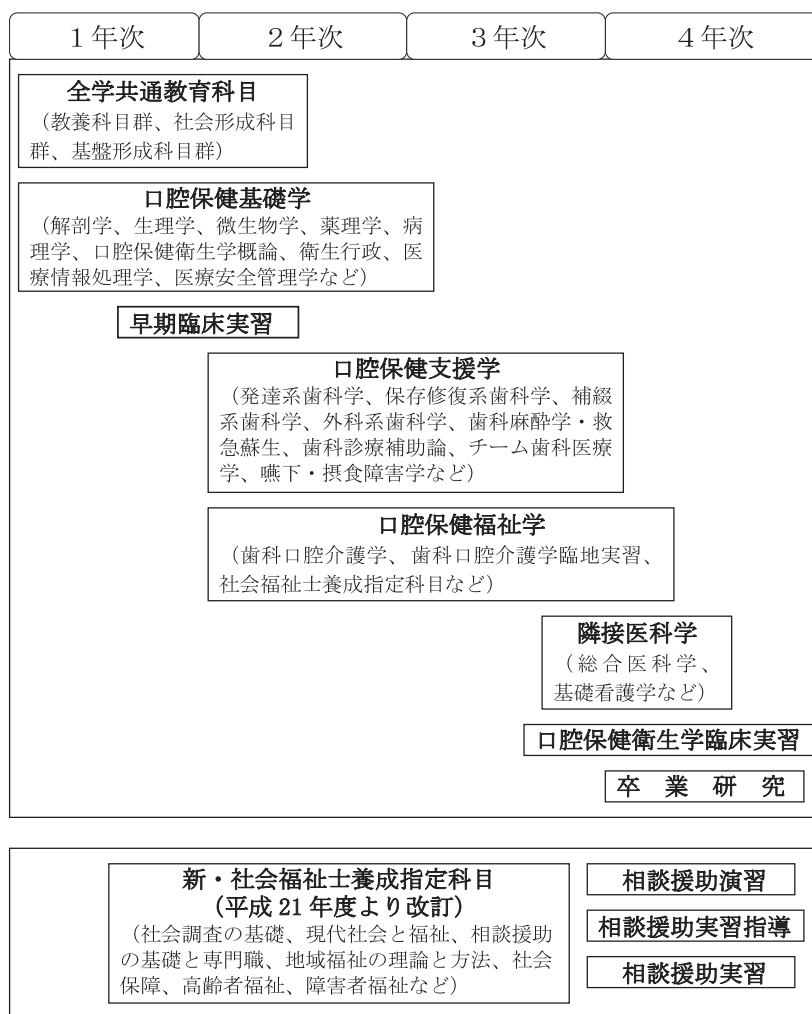 1年次 2年次 3年次 4年次
全学共通教育科目
（教養科目群、社会形成科目
群、基盤形成科目群）
口腔保健基礎学
（解剖学、生理学、微生物学、薬理学、病
理学、口腔保健衛生学概論、衛生行政、医
療情報処理学、医療安全管理学など）
早期臨床実習
口腔保健支援学
（発達系歯科学、保存修復系歯科学、補綴
系歯科学、外科系歯科学、歯科麻酔学・救
急蘇生、歯科診療補助論、チーム歯科医療
学、嚥下・摂食障害学など）
口腔保健福祉学
（歯科口腔介護学、歯科口腔介護学臨地実習、
社会福祉士養成指定科目など）
隣接医科学
（総合医科学、
基礎看護学など）
口腔保健衛生学臨床実習
卒業研究
新・社会福祉士養成指定科目
（平成21年度より改訂）
（社会調査の基礎、現代社会と福祉、相談援助
の基礎と専門職、地域福祉の理論と方法、社会
保障、高齢者福祉、障害者福祉など）
相談援助演習
相談援助実習指導
相談援助実習